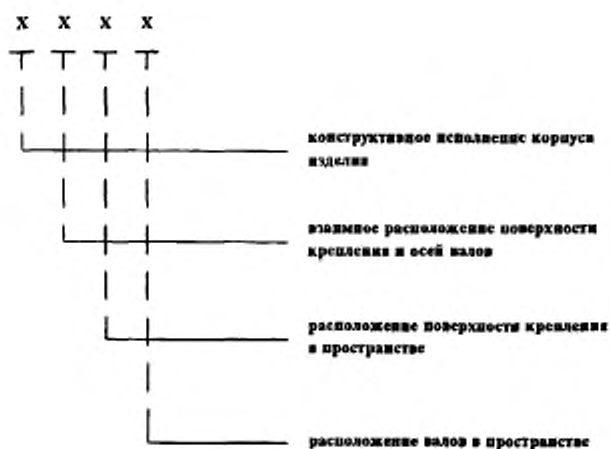 X X X X
конструктивное исполнение корпуса
изделия
взаимное расположение поверхности
крепления и осей валов
расположение поверхности крепления
в пространстве
расположение валов в пространстве